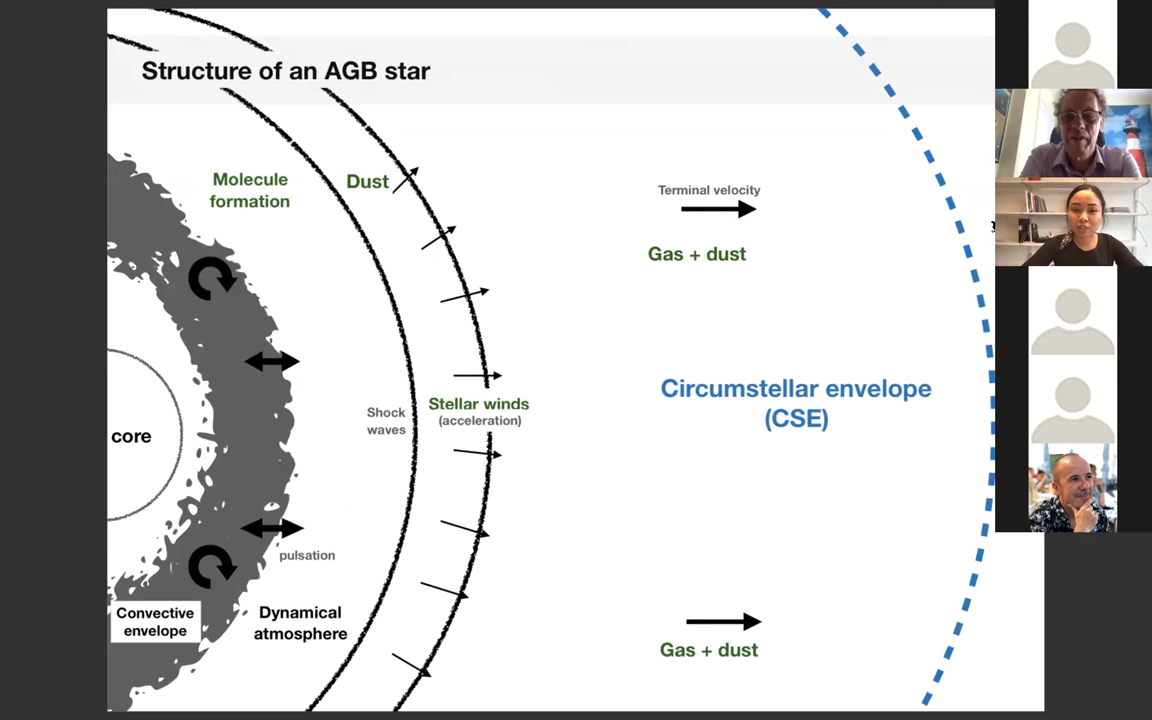 Structure of an AGB star
Molecule
formation
Dust
Terminal velocity
Gas + dust
Shock
waves
Stellar winds
(acceleration)
Circumstellar envelope
(CSE)
core
pulsation
Convective
envelope
Dynamical
atmosphere
Gas + dust